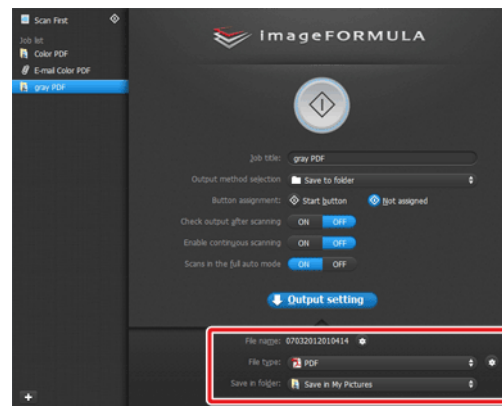 Scan First
Job list
Color PDF
E-mail Color PDF
gray PDF
imageFORMULA
Job title: gray PDF
Output method selection Save to folder
Button assignment: Start button Not assigned
Check output after scanning ON OFF
Enable continuous scanning ON OFF
Scans in the full auto mode ON OFF
Output setting
File name: 07032012010414
File type: PDF
Save in folder: Save in My Pictures